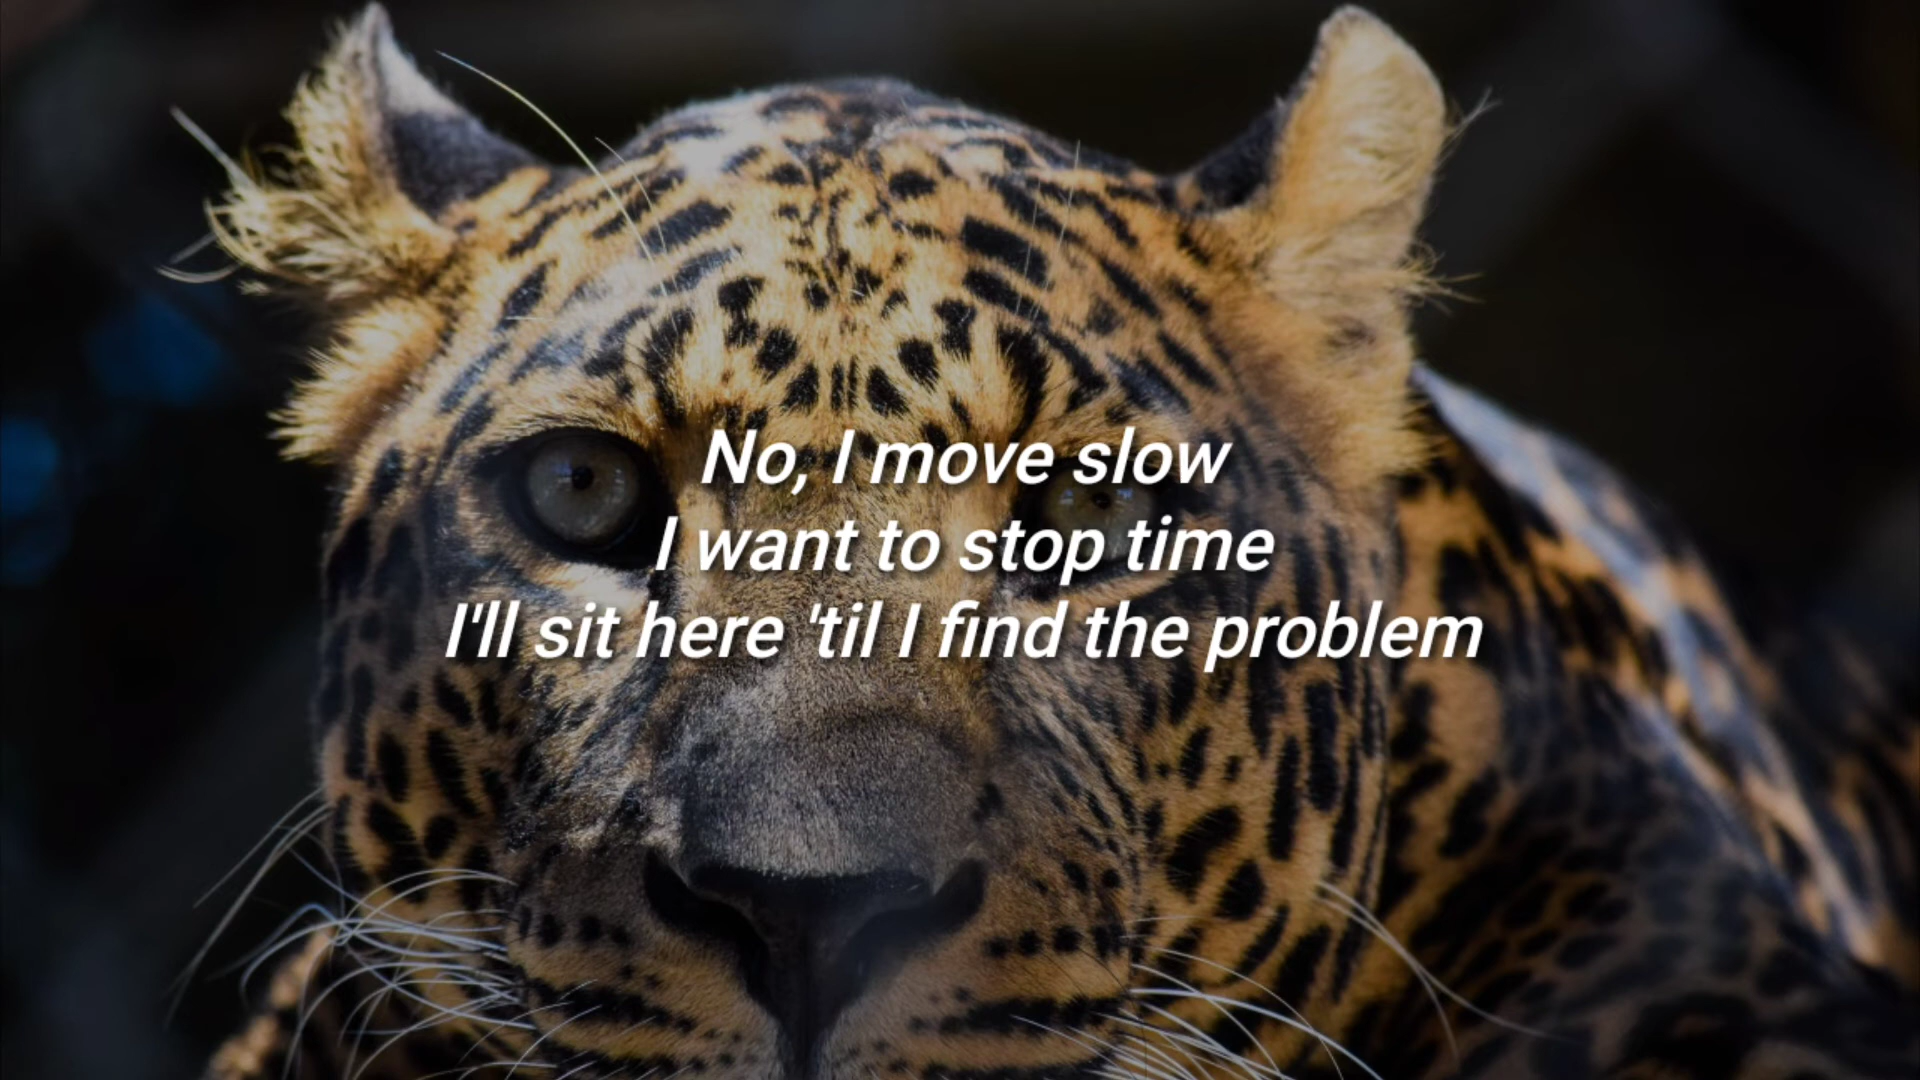 No, I move slow
I want to stop time
I'll sit here 'til I find the problem